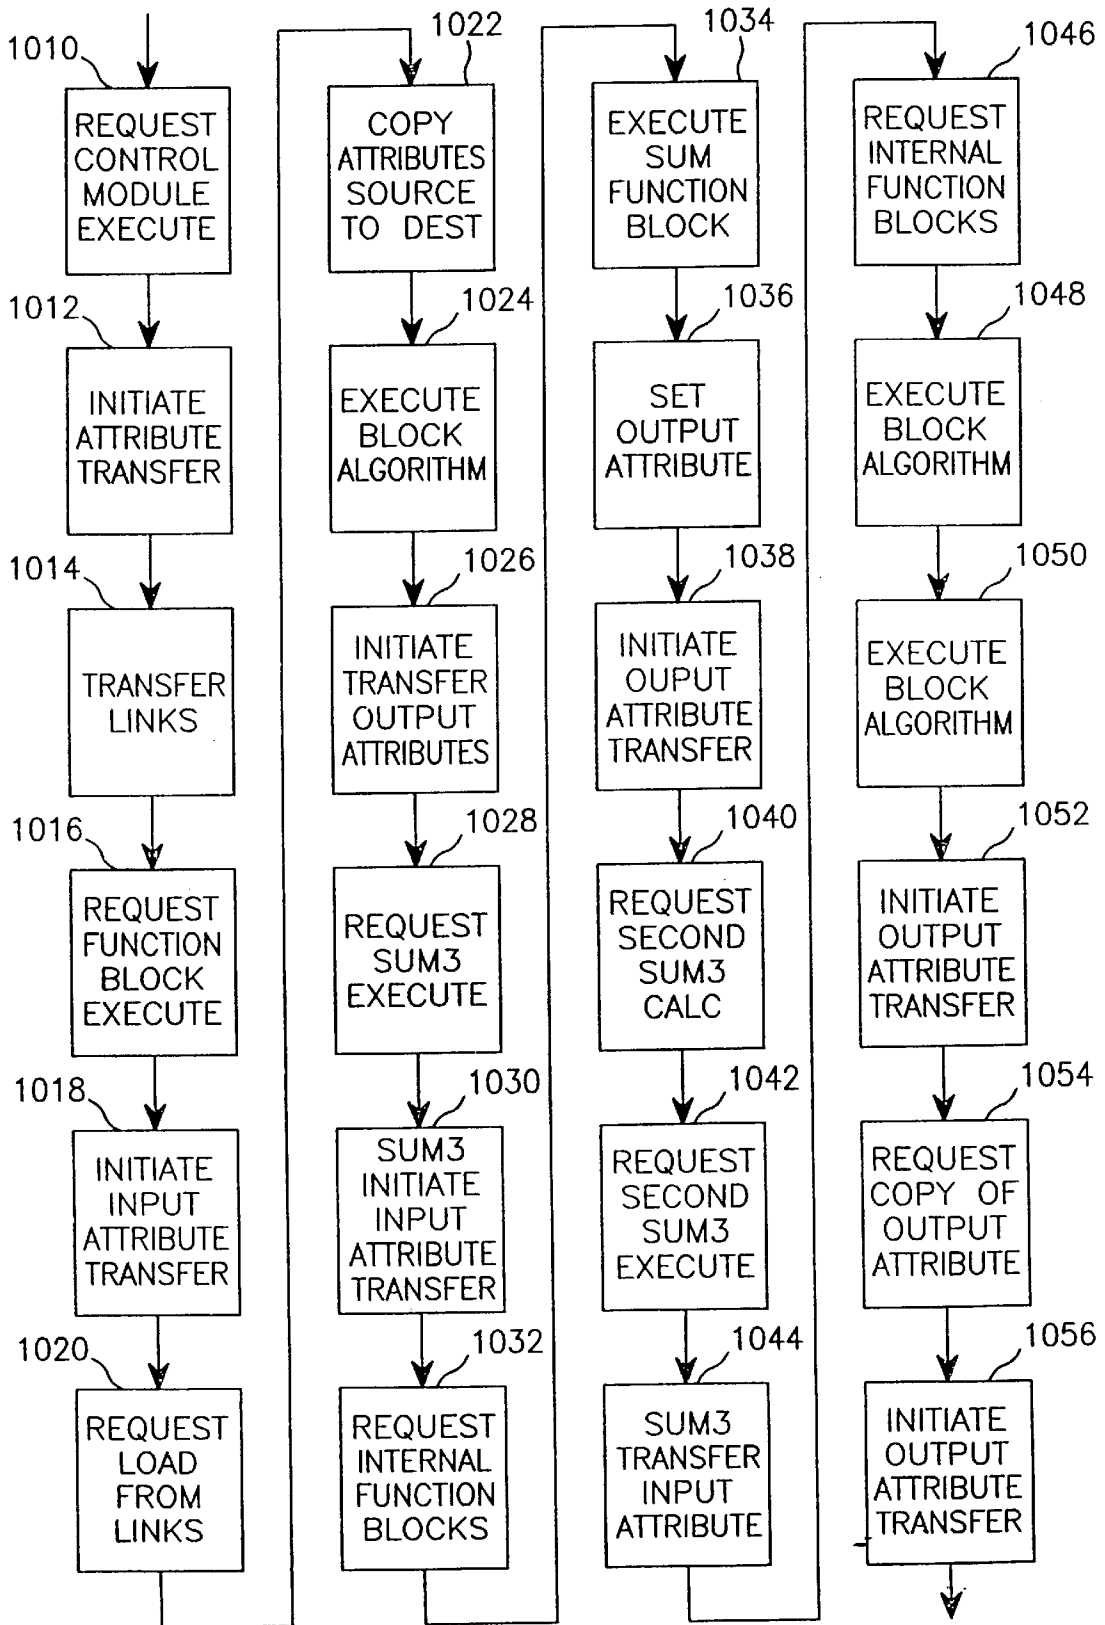 1010
REQUEST
CONTROL
MODULE
EXECUTE
1012
INITIATE
ATTRIBUTE
TRANSFER
1014
TRANSFER
LINKS
1016
REQUEST
FUNCTION
BLOCK
EXECUTE
1018
INITIATE
INPUT
ATTRIBUTE
TRANSFER
1020
REQUEST
LOAD
FROM
LINKS
1022
COPY
ATTRIBUTES
SOURCE
TO DEST
1024
EXECUTE
BLOCK
ALGORITHM
1026
INITIATE
TRANSFER
OUTPUT
ATTRIBUTES
1028
REQUEST
SUM3
EXECUTE
1030
SUM3
INITIATE
INPUT
ATTRIBUTE
TRANSFER
1032
REQUEST
INTERNAL
FUNCTION
BLOCKS
1034
EXECUTE
SUM
FUNCTION
BLOCK
1036
SET
OUTPUT
ATTRIBUTE
1038
INITIATE
OUPUT
ATTRIBUTE
TRANSFER
1040
REQUEST
SECOND
SUM3
CALC
1042
REQUEST
SECOND
SUM3
EXECUTE
1044
SUM3
TRANSFER
INPUT
ATTRIBUTE
1046
REQUEST
INTERNAL
FUNCTION
BLOCKS
1048
EXECUTE
BLOCK
ALGORITHM
1050
EXECUTE
BLOCK
ALGORITHM
1052
INITIATE
OUTPUT
ATTRIBUTE
TRANSFER
1054
REQUEST
COPY OF
OUTPUT
ATTRIBUTE
1056
INITIATE
OUTPUT
ATTRIBUTE
TRANSFER